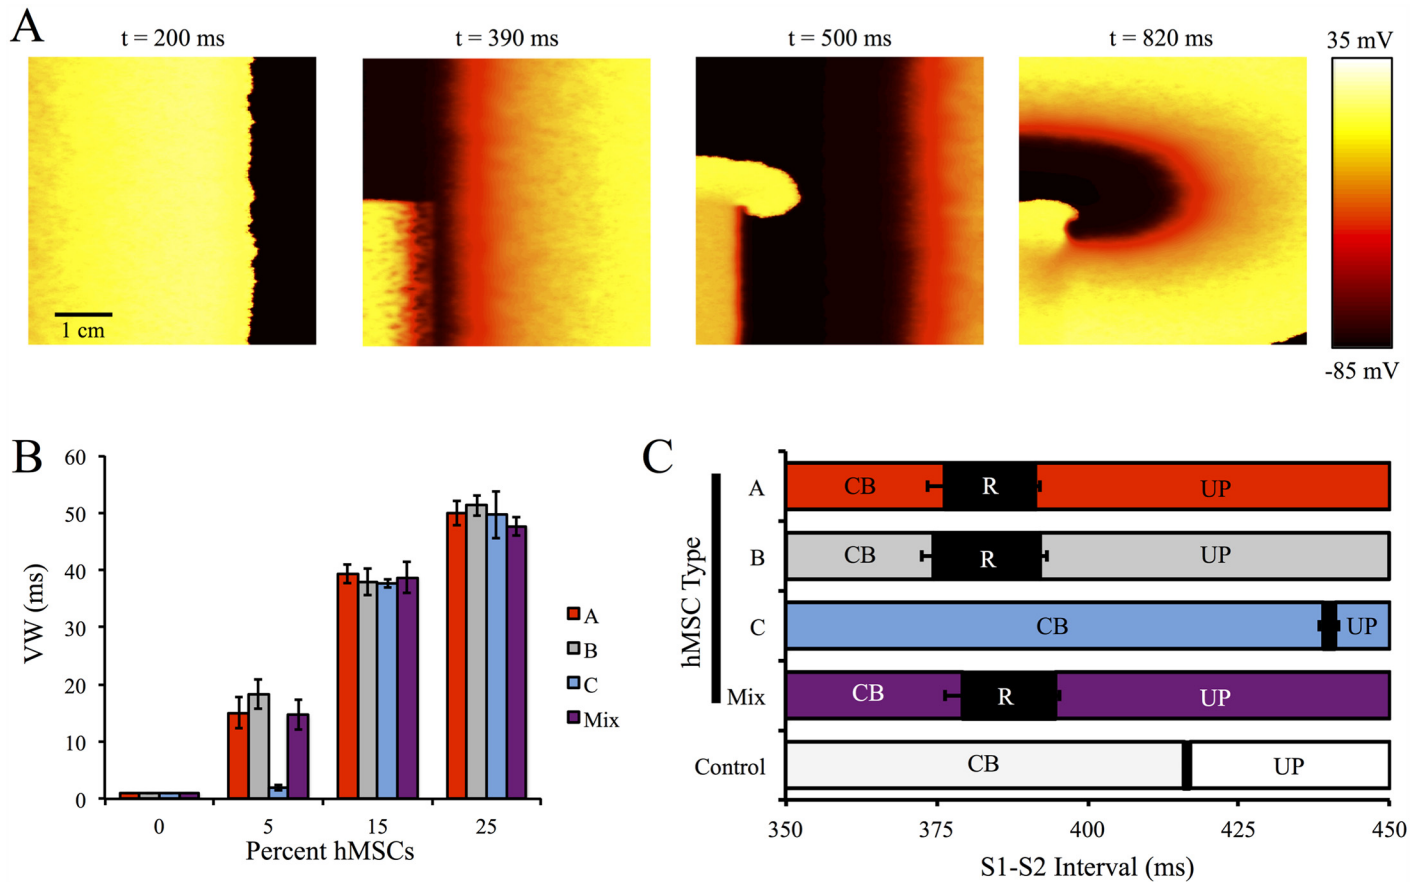 A
t = 200 ms
t = 390 ms
t = 500 ms
t = 820 ms
35 mV
1 cm
-85 mV
B
VW (ms)
60
50
40
30
20
10
0
0
5
15
25
Percent hMSCs
A
B
C
Mix
C
hMSC Type
A
CB
R
UP
B
CB
R
UP
C
CB
UP
Mix
CB
R
UP
Control
CB
UP
350
375
400
425
450
S1-S2 Interval (ms)